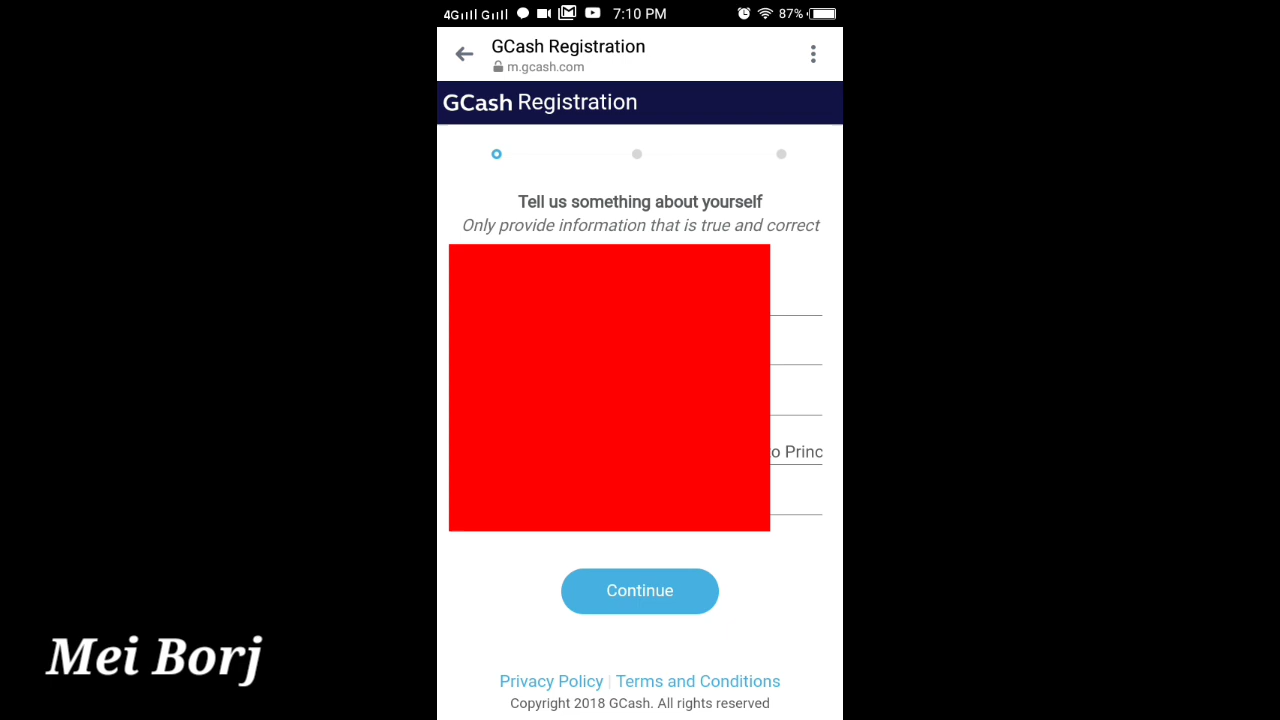 4G G 7:10 PM 87%
GCash Registration
m.gcash.com
GCash Registration
Tell us something about yourself
Only provide information that is true and correct
o Princ
Continue
Privacy Policy | Terms and Conditions
Copyright 2018 GCash. All rights reserved
Mei Borj